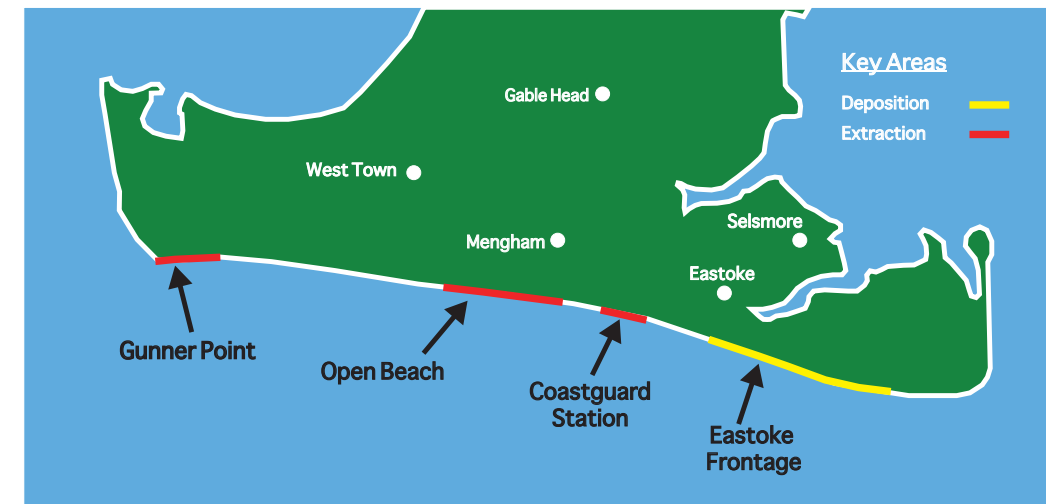 Key Areas
Gable Head
Deposition
Extraction
West Town
Selsmore
Mengham
Eastoke
Gunner Point
Open Beach
Coastguard
Station
Eastoke
Frontage